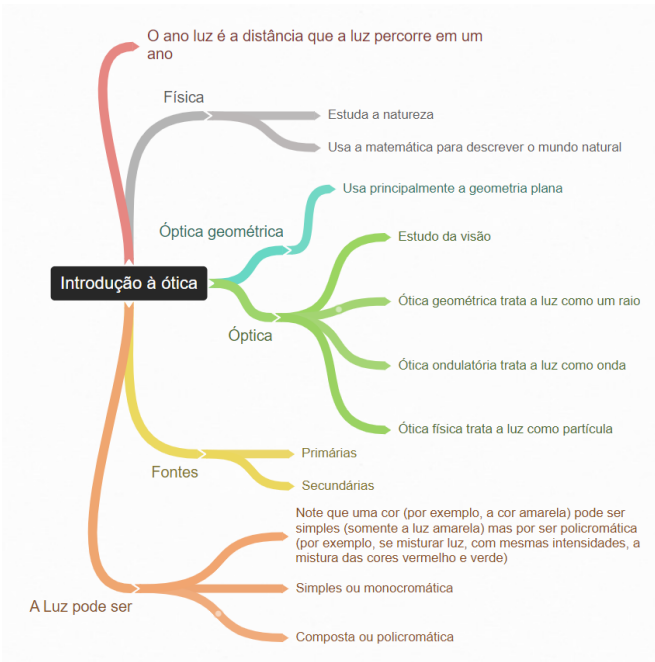 O ano luz é a distância que a luz percorre em um
ano
Física
Estuda a natureza
Usa a matemática para descrever o mundo natural
Usa principalmente a geometria plana
Óptica geométrica
Estudo da visão
Introdução à ótica
Ótica geométrica trata a luz como um raio
Óptica
Ótica ondulatória trata a luz como onda
Ótica física trata a luz como partícula
Primárias
Fontes
Secundárias
Note que uma cor (por exemplo, a cor amarela) pode ser
simples (somente a luz amarela) mas por ser policromática
(por exemplo, se misturar luz, com mesmas intensidades, a
mistura das cores vermelho e verde)
Simples ou monocromática
A Luz pode ser
Composta ou policromática